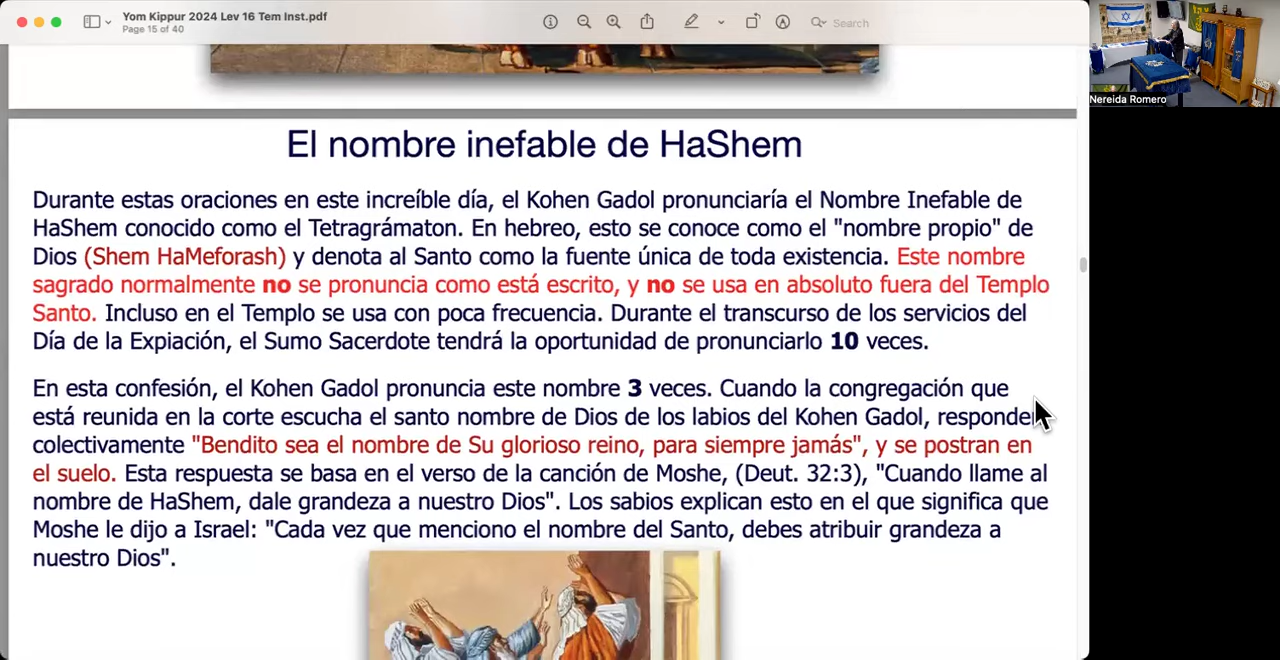 Yom Kippur 2024 Lev 16 Tem Inst.pdf
Page 15 of 40
Search
Nereida Romero
El nombre inefable de HaShem
Durante estas oraciones en este increíble día, el Kohen Gadol pronunciaría el Nombre Inefable de
HaShem conocido como el Tetragrámaton. En hebreo, esto se conoce como el "nombre propio" de
Dios (Shem HaMeforash) y denota al Santo como la fuente única de toda existencia. Este nombre
sagrado normalmente no se pronuncia como está escrito, y no se usa en absoluto fuera del Templo
Santo. Incluso en el Templo se usa con poca frecuencia. Durante el transcurso de los servicios del
Día de la Expiación, el Sumo Sacerdote tendrá la oportunidad de pronunciarlo 10 veces.
En esta confesión, el Kohen Gadol pronuncia este nombre 3 veces. Cuando la congregación que
está reunida en la corte escucha el santo nombre de Dios de los labios del Kohen Gadol, responden
colectivamente "Bendito sea el nombre de Su glorioso reino, para siempre jamás", y se postran en
el suelo. Esta respuesta se basa en el verso de la canción de Moshe, (Deut. 32:3), "Cuando llame al
nombre de HaShem, dale grandeza a nuestro Dios". Los sabios explican esto en el que significa que
Moshe le dijo a Israel: "Cada vez que menciono el nombre del Santo, debes atribuir grandeza a
nuestro Dios".